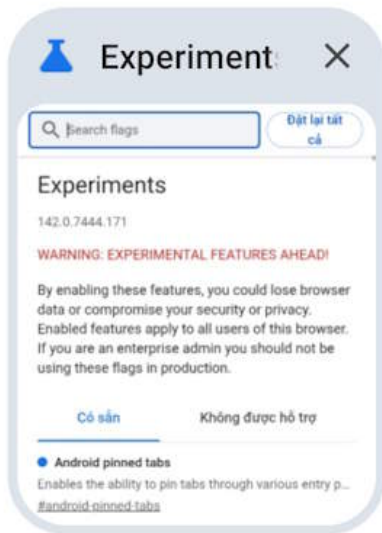 Experiment
Search flags
Đặt lại tất
cả
Experiments
142.0.7444.171
WARNING: EXPERIMENTAL FEATURES AHEAD!
By enabling these features, you could lose browser
data or compromise your security or privacy.
Enabled features apply to all users of this browser.
If you are an enterprise admin you should not be
using these flags in production.
Có sẵn Không được hỗ trợ
Android pinned tabs
Enables the ability to pin tabs through various entry p...
#android-pinned-tabs